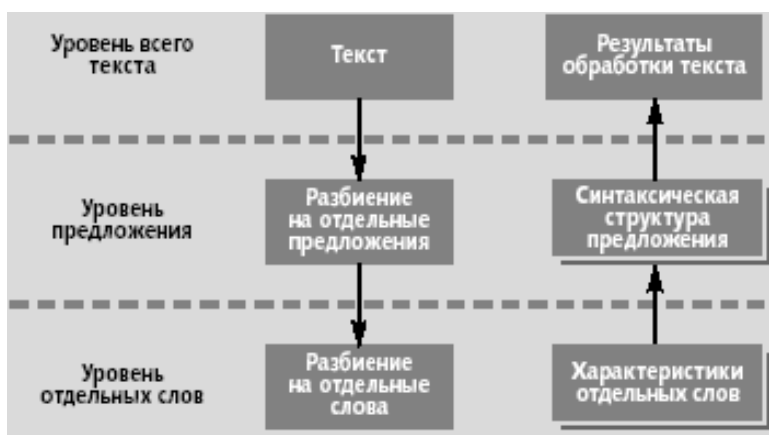 Уровень всего
текста
Текст
Результаты
обработки текста
Уровень
предложения
Разбиение
на отдельные
предложения
Синтаксическая
структура
предложения
Уровень
отдельных слов
Разбиение
на отдельные
слова
Характеристики
отдельных слов